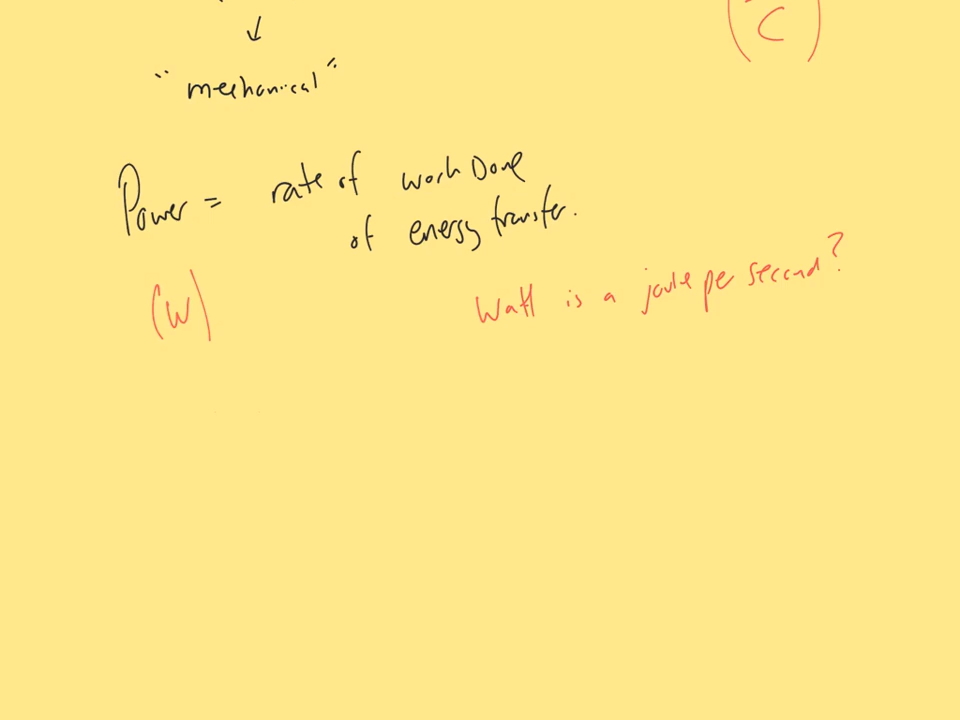 C
"mechanical"
Power = rate of work Done
of energy transfer.
(W)
Watt is a joule per second?